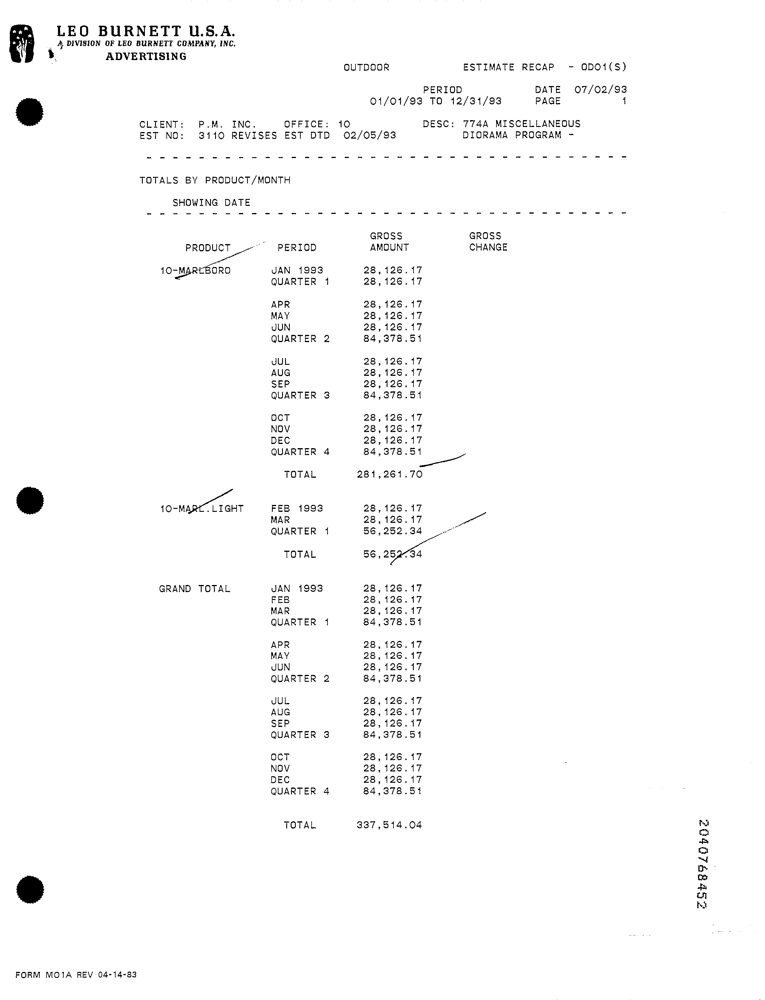 LEO BURNETT U.S.A.
A DIVISION OF LEO BURNETT COMPANY, INC.
ADVERTISING
OUTDOOR ESTIMATE RECAP - OD01(S)
PERIOD DATE 07/02/93
01/01/93 TO 12/31/93 PAGE 1
CLIENT: P.M. INC. OFFICE: 10 DESC: 774A MISCELLANEOUS
EST NO: 3110 REVISES EST DTD 02/05/93 DIORAMA PROGRAM -
TOTALS BY PRODUCT/MONTH
SHOWING DATE
GROSS GROSS
PRODUCT PERIOD AMOUNT CHANGE
10-MARLBORO JAN 1993 28,126.17
QUARTER 1 28,126.17
APR 28,126.17
MAY 28,126.17
JUN 28,126.17
QUARTER 2 84,378.51
JUL 28,126.17
AUG 28,126.17
SEP 28,126.17
QUARTER 3 84,378.51
OCT 28,126.17
NOV 28,126.17
DEC 28,126.17
QUARTER 4 84,378.51
TOTAL 281,261.70
10-MARL.LIGHT FEB 1993 28,126.17
MAR 28,126.17
QUARTER 1 56,252.34
TOTAL 56,252.34
GRAND TOTAL JAN 1993 28,126.17
FEB 28,126.17
MAR 28,126.17
QUARTER 1 84,378.51
APR 28,126.17
MAY 28,126.17
JUN 28,126.17
QUARTER 2 84,378.51
JUL 28,126.17
AUG 28,126.17
SEP 28,126.17
QUARTER 3 84,378.51
OCT 28,126.17
NOV 28,126.17
DEC 28,126.17
QUARTER 4 84,378.51
TOTAL 337,514.04
2040768452
FORM MO1A REV 04-14-83